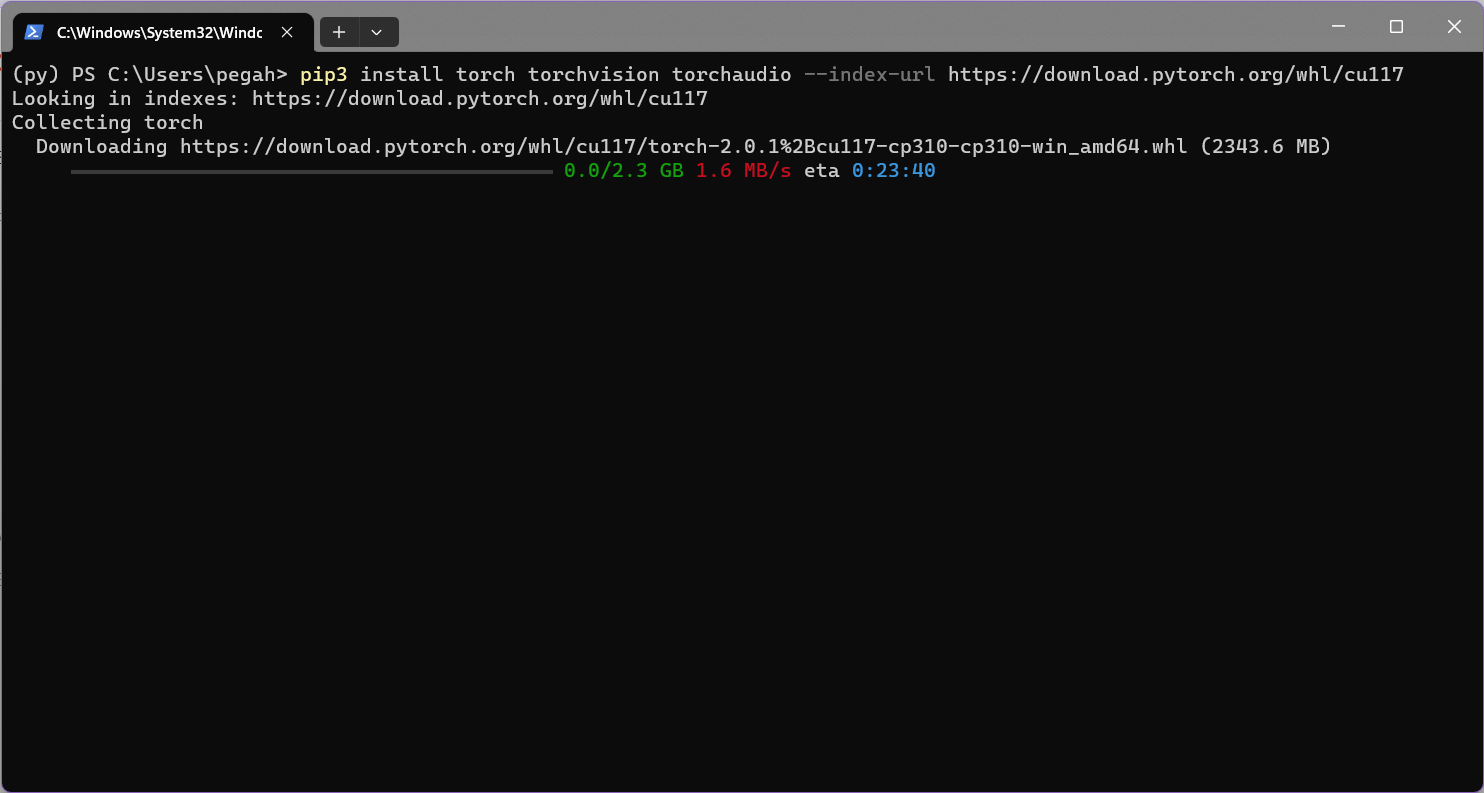 C:\Windows\System32\Windc
(py) PS C:\Users\pegah> pip3 install torch torchvision torchaudio --index-url https://download.pytorch.org/whl/cu117
Looking in indexes: https://download.pytorch.org/whl/cu117
Collecting torch
  Downloading https://download.pytorch.org/whl/cu117/torch-2.0.1%2Bcu117-cp310-cp310-win_amd64.whl (2343.6 MB)
0.0/2.3 GB 1.6 MB/s eta 0:23:40